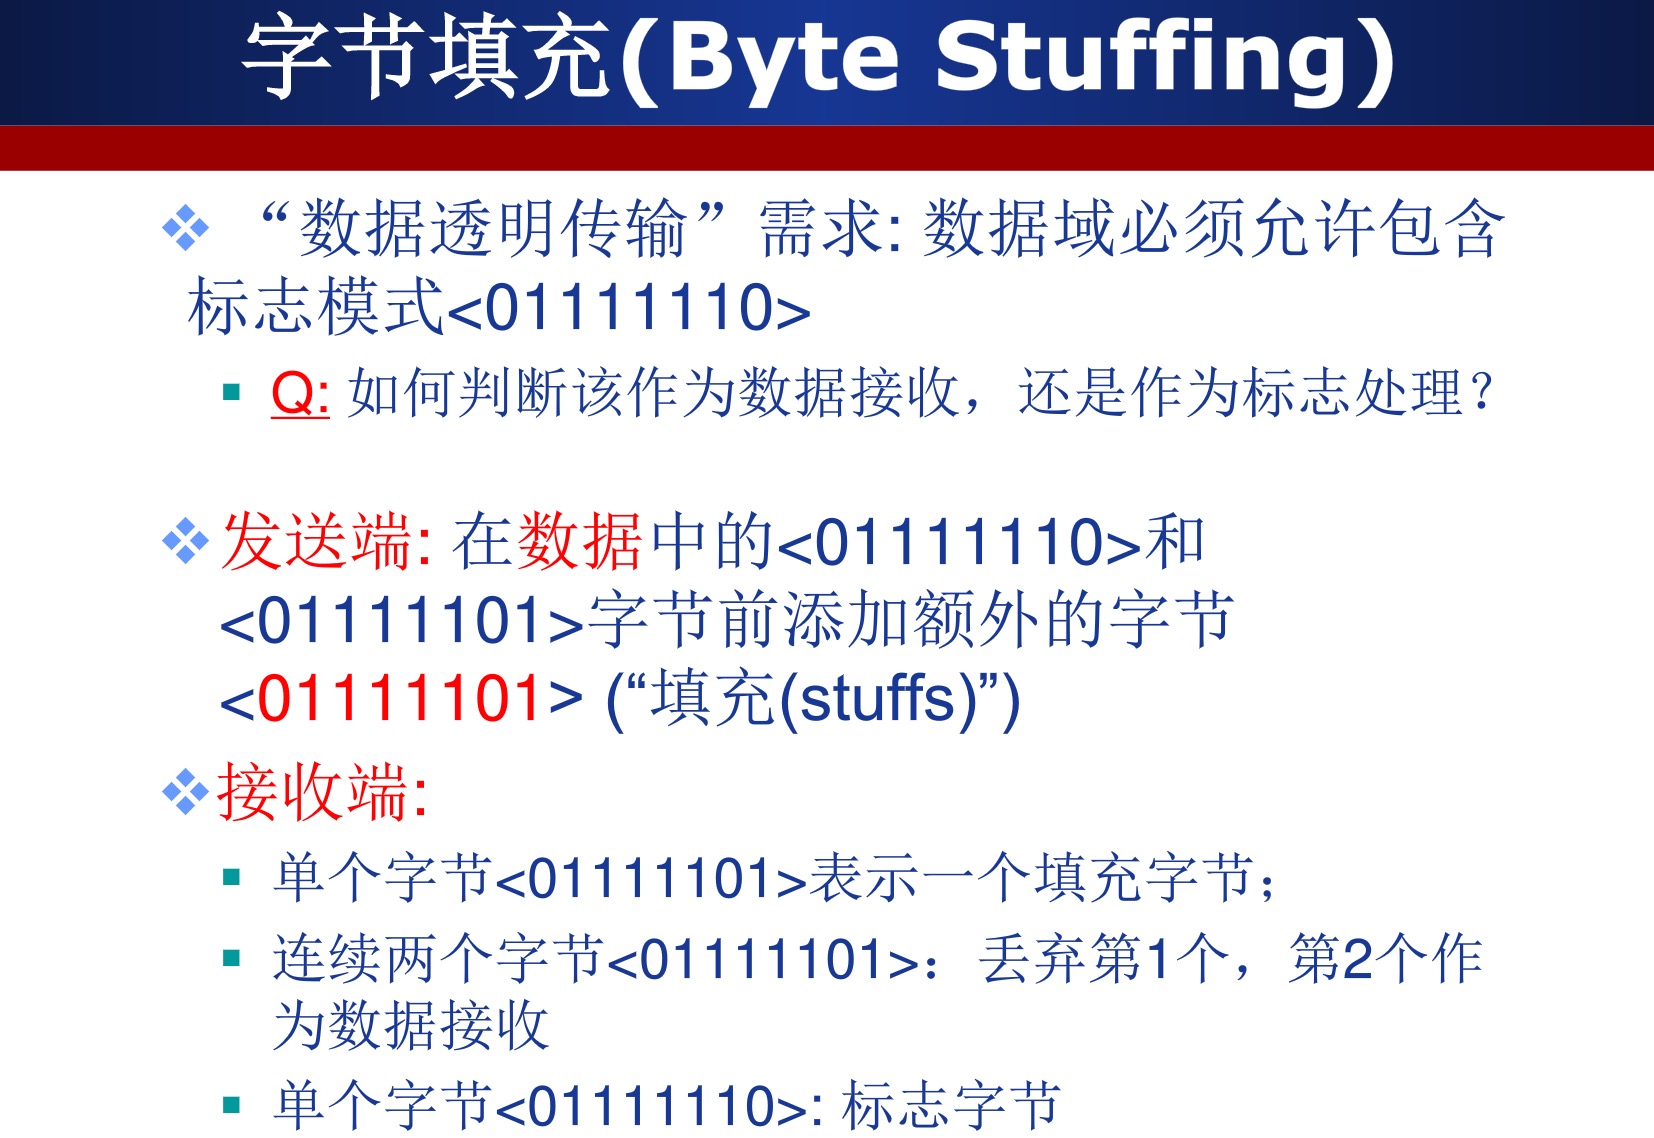 字节填充(Byte Stuffing)
“数据透明传输”需求: 数据域必须允许包含
标志模式<01111110>
Q: 如何判断该作为数据接收，还是作为标志处理？
发送端: 在数据中的<01111110>和
<01111101>字节前添加额外的字节
<01111101> (“填充(stuffs)”)
接收端:
单个字节<01111101>表示一个填充字节；
连续两个字节<01111101>：丢弃第1个，第2个作
为数据接收
单个字节<01111110>: 标志字节